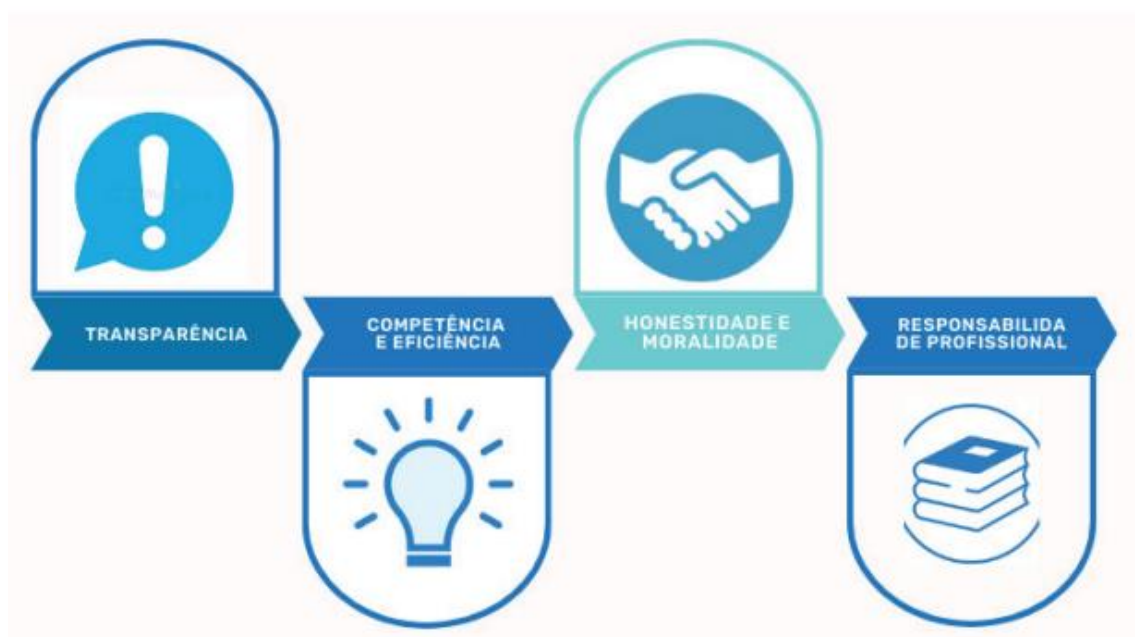 TRANSPARÊNCIA
COMPETÊNCIA
E EFICIÊNCIA
HONESTIDADE E
MORALIDADE
RESPONSABILIDA
DE PROFISSIONAL